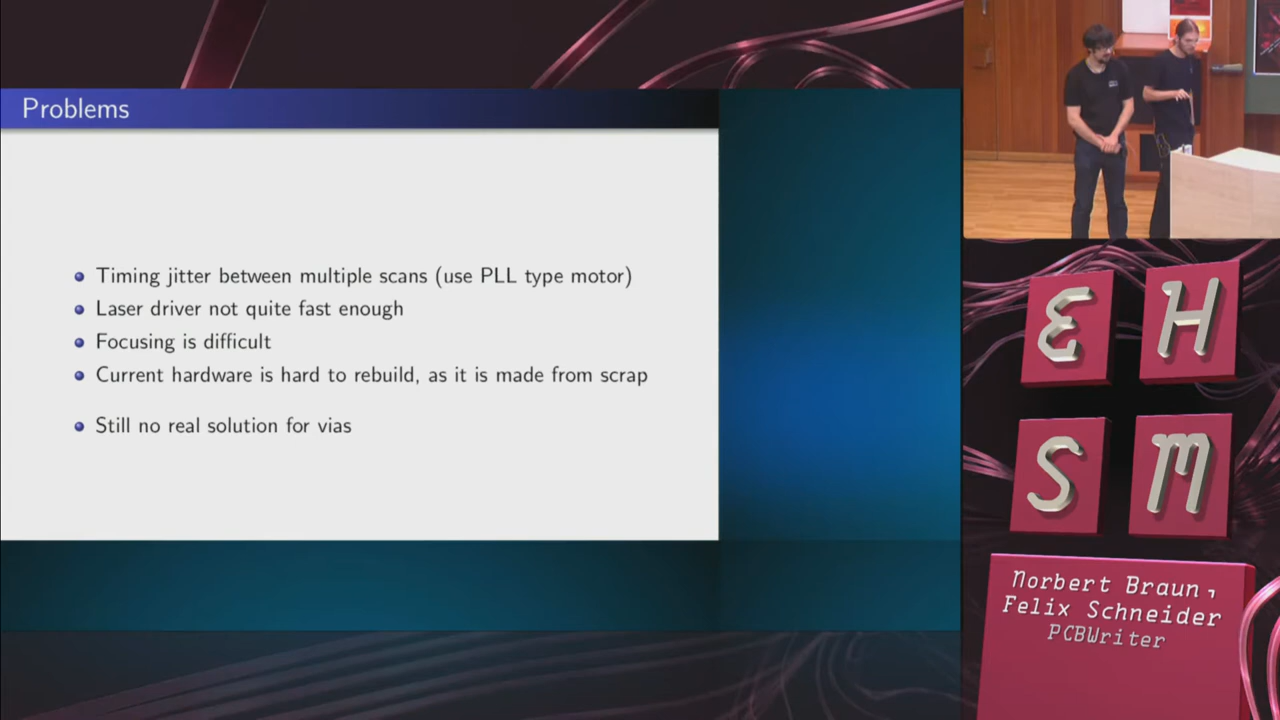 Problems
Timing jitter between multiple scans (use PLL type motor)
Laser driver not quite fast enough
Focusing is difficult
Current hardware is hard to rebuild, as it is made from scrap
Still no real solution for vias
E H
S M
Norbert Braun,
Felix Schneider
PCBWriter